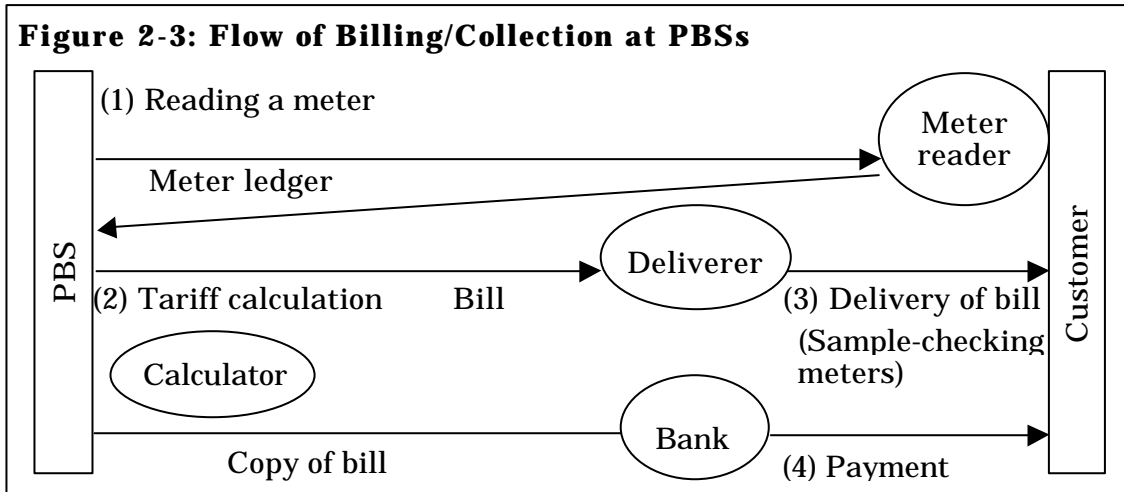 Figure 2-3: Flow of Billing/Collection at PBSs
(1) Reading a meter
Meter
reader
Meter ledger
PBS
Customer
Deliverer
(2) Tariff calculation
Bill
(3) Delivery of bill
(Sample-checking
meters)
Calculator
Bank
Copy of bill
(4) Payment